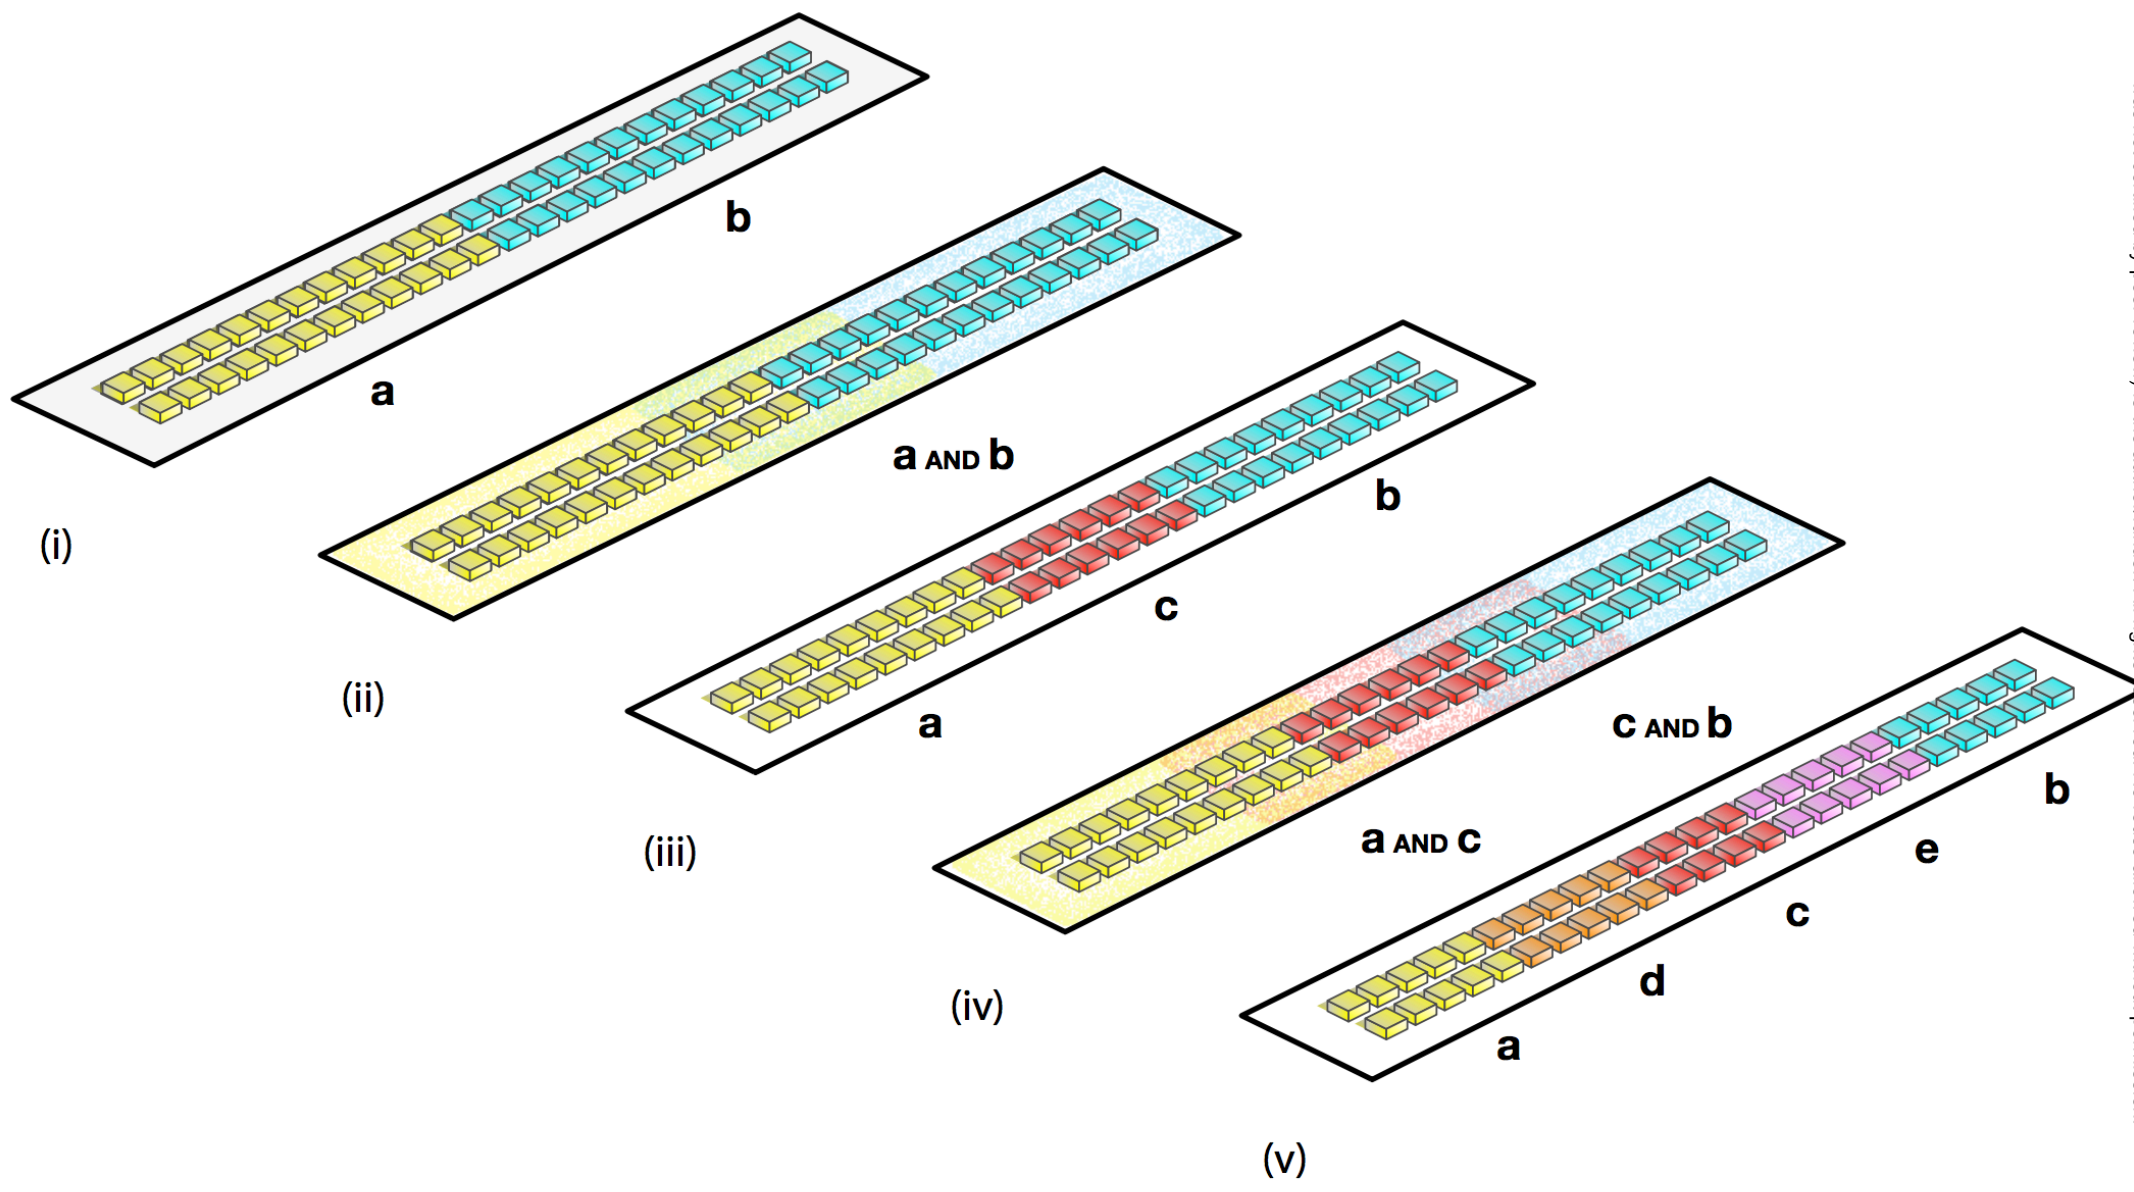 b
a
(i)
a AND b
(ii)
b
c
a
(iii)
c AND b
a AND c
(iv)
b
e
c
d
a
(v)